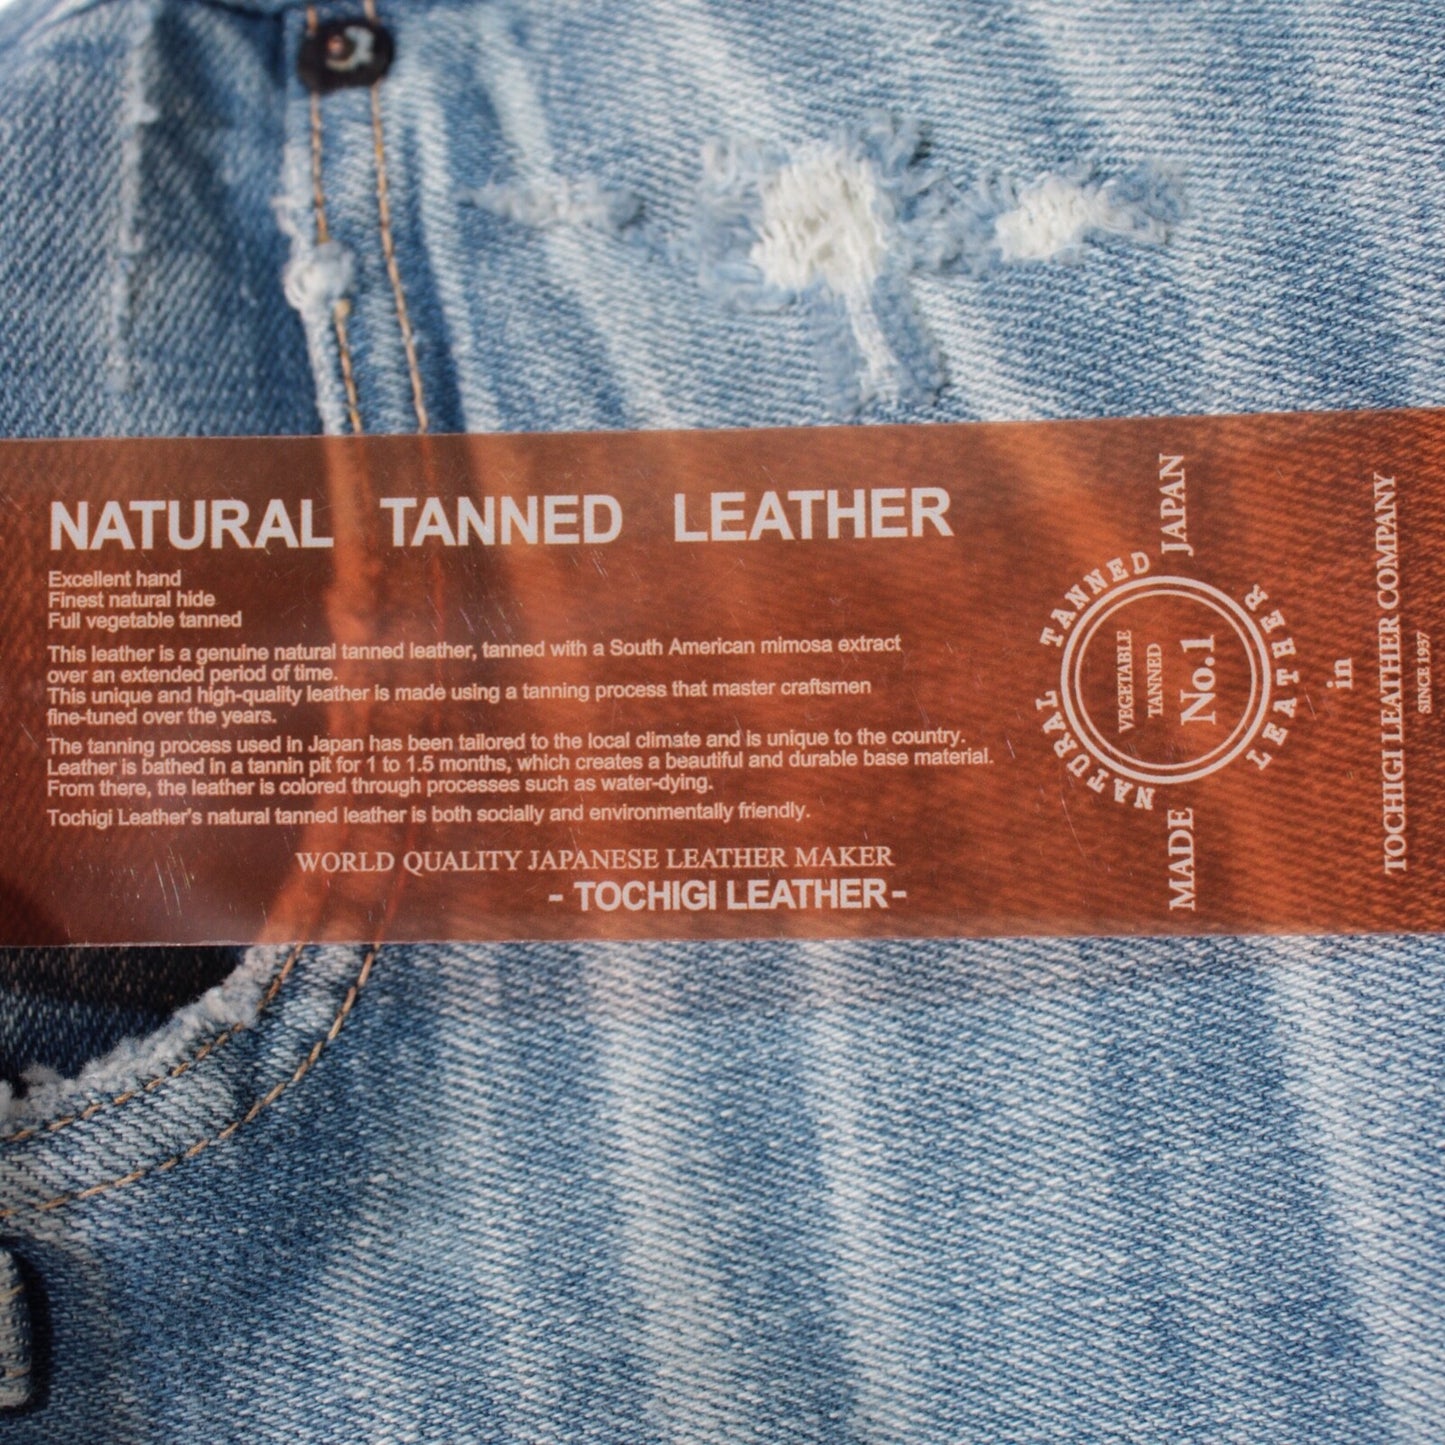 NATURAL TANNED LEATHER
Excellent hand
Finest natural hide
Full vegetable tanned
This leather is a genuine natural tanned leather, tanned with a South American mimosa extract
over an extended period of time.
This unique and high-quality leather is made using a tanning process that master craftsmen
fine-tuned over the years.
The tanning process used in Japan has been tailored to the local climate and is unique to the country.
Leather is bathed in a tannin pit for 1 to 1.5 months, which creates a beautiful and durable base material.
From there, the leather is colored through processes such as water-dying.
Tochigi Leather's natural tanned leather is both socially and environmentally friendly.
WORLD QUALITY JAPANESE LEATHER MAKER
- TOCHIGI LEATHER-
NATURAL TANNED LEATHER
VEGETABLE
TANNED
No.1
MADE JAPAN
in
TOCHIGI LEATHER COMPANY
SINCE 1937